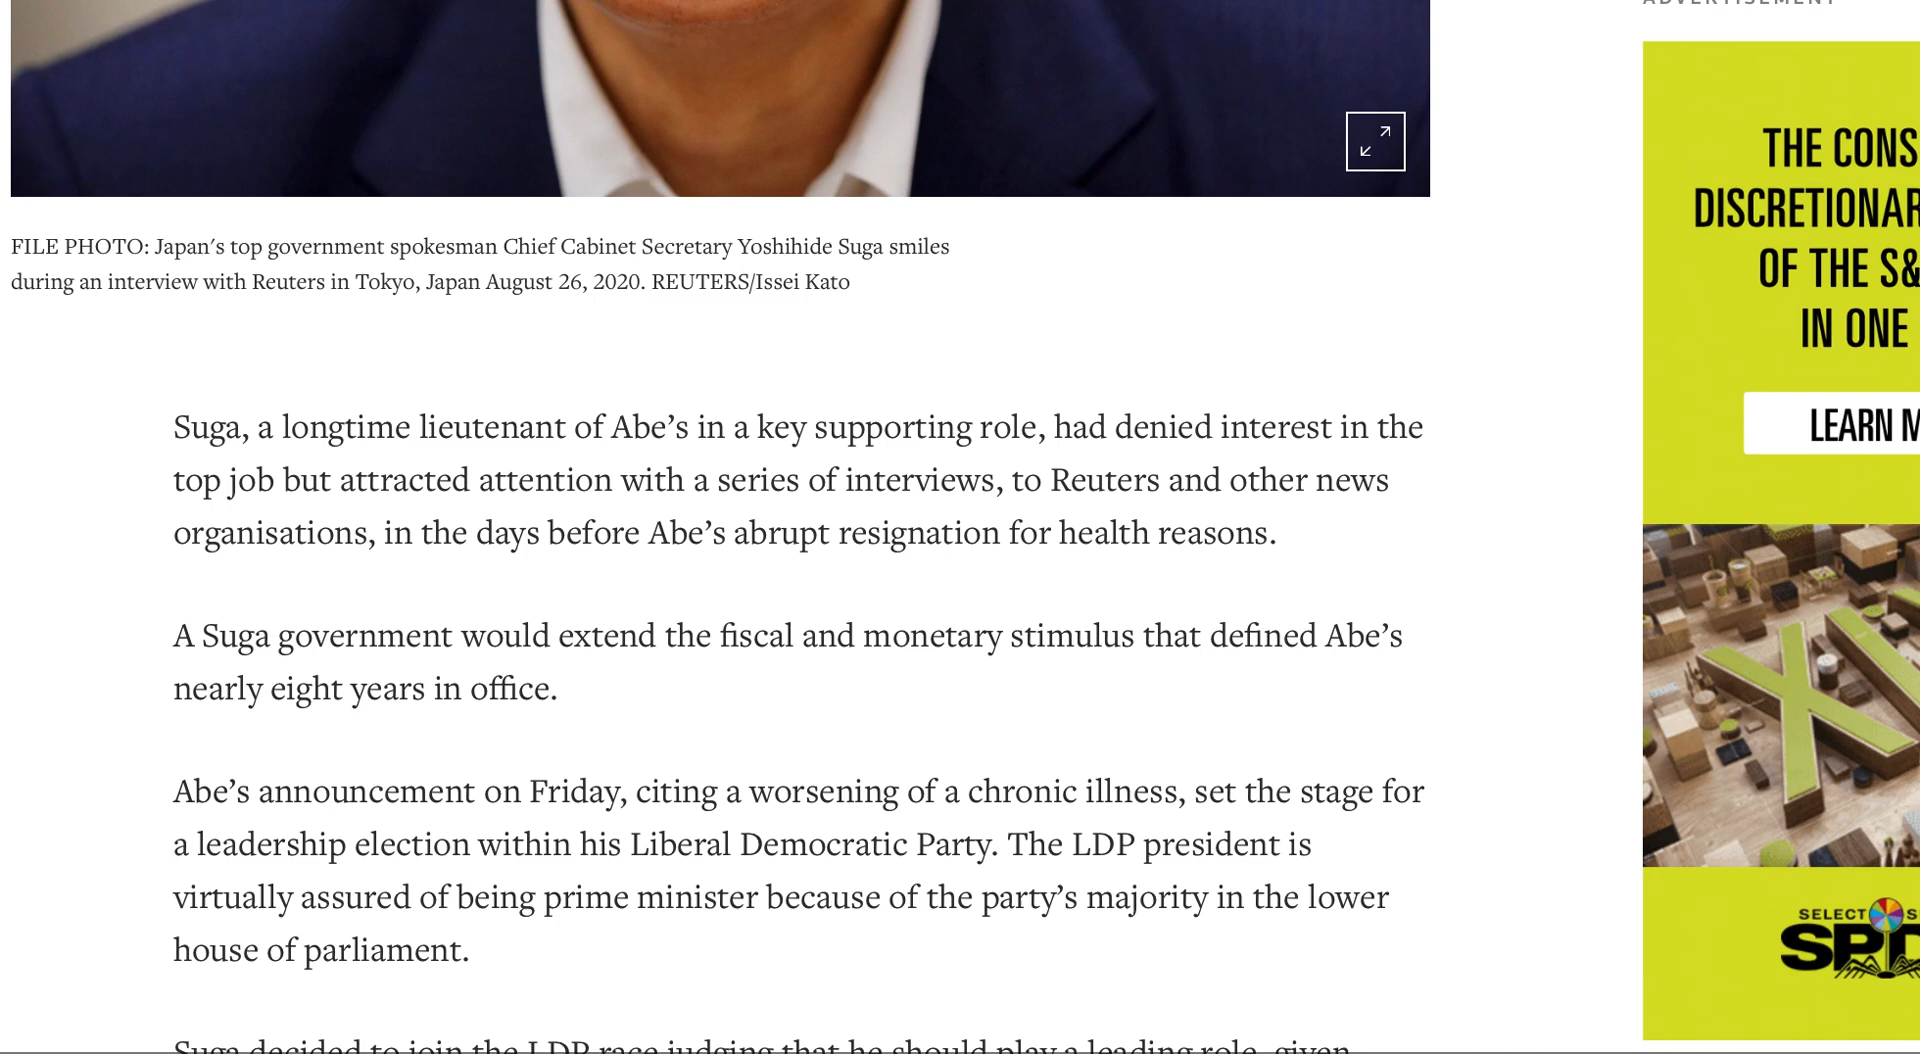 ADVERTISEMENT
FILE PHOTO: Japan's top government spokesman Chief Cabinet Secretary Yoshihide Suga smiles
during an interview with Reuters in Tokyo, Japan August 26, 2020. REUTERS/Issei Kato
Suga, a longtime lieutenant of Abe’s in a key supporting role, had denied interest in the
top job but attracted attention with a series of interviews, to Reuters and other news
organisations, in the days before Abe’s abrupt resignation for health reasons.
A Suga government would extend the fiscal and monetary stimulus that defined Abe’s
nearly eight years in office.
Abe’s announcement on Friday, citing a worsening of a chronic illness, set the stage for
a leadership election within his Liberal Democratic Party. The LDP president is
virtually assured of being prime minister because of the party’s majority in the lower
house of parliament.
Suga decided to join the LDP race judging that he should play a leading role, given
THE CONS
DISCRETIONAR
OF THE S&
IN ONE
LEARN M
XL
SELECT S
SPD